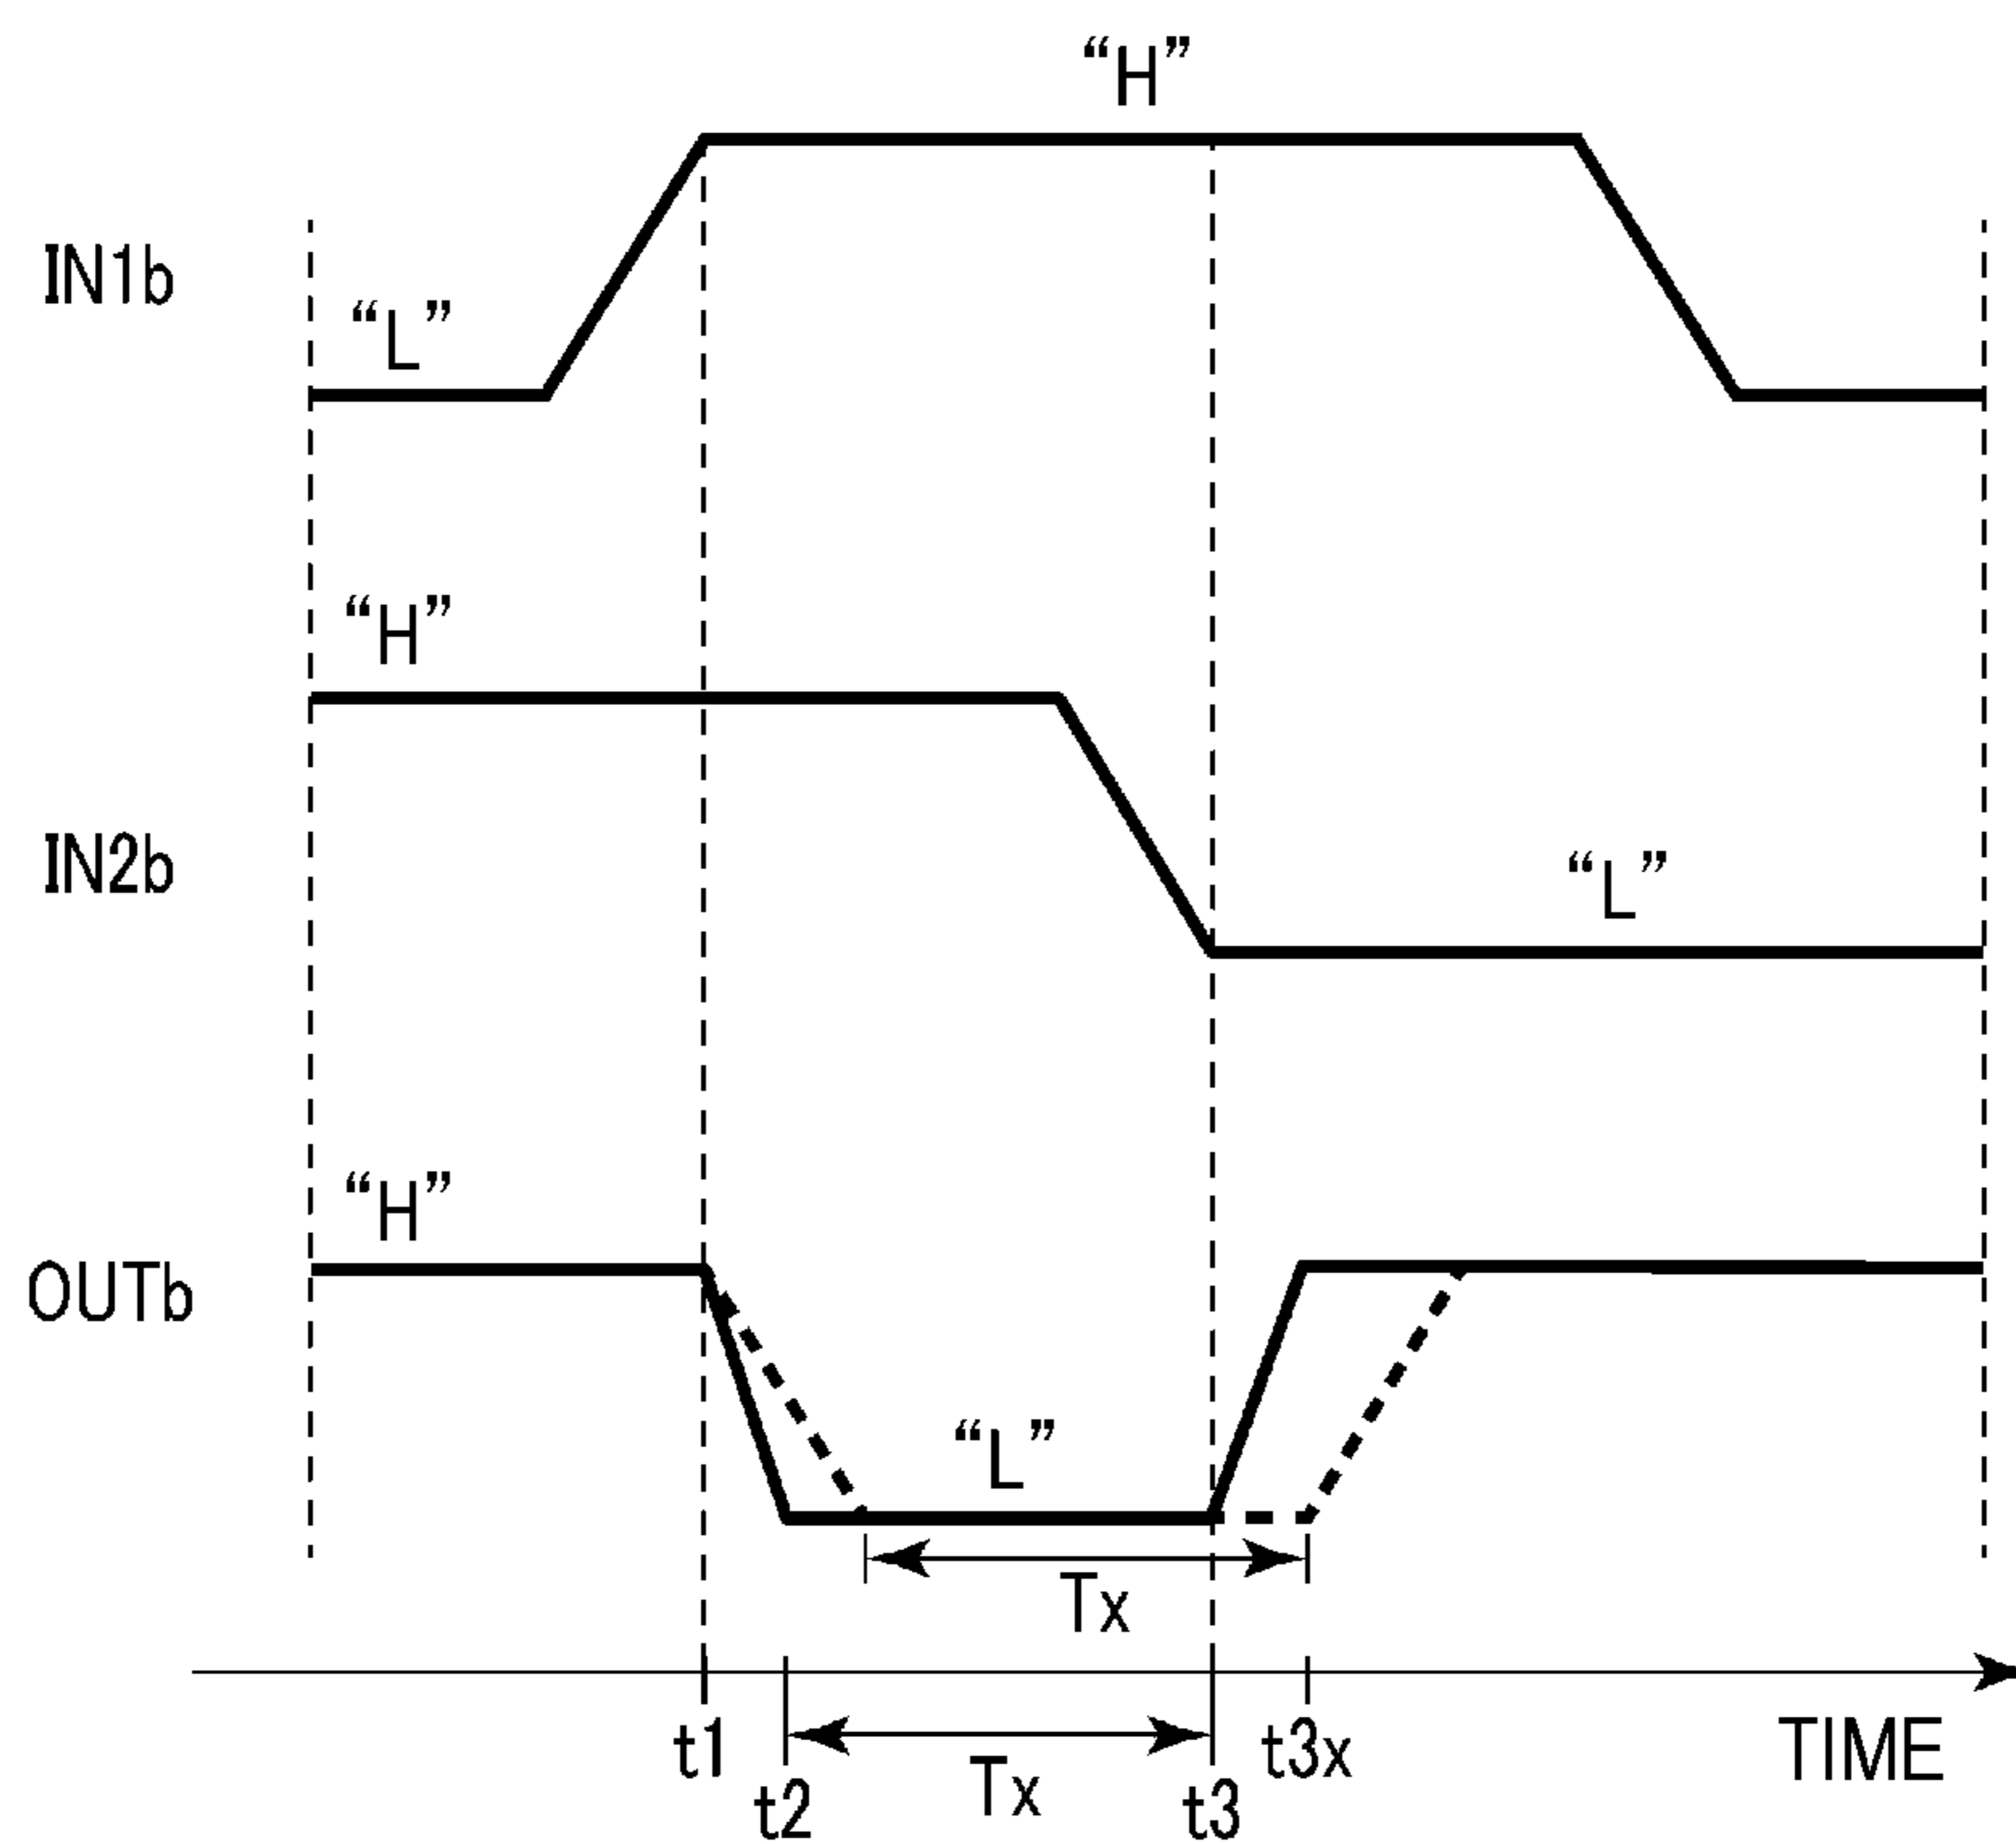 “H”
IN1b
“L”
“H”
IN2b
“L”
“H”
OUTb
“L”
Tx
t1
t2
Tx
t3
t3x
TIME